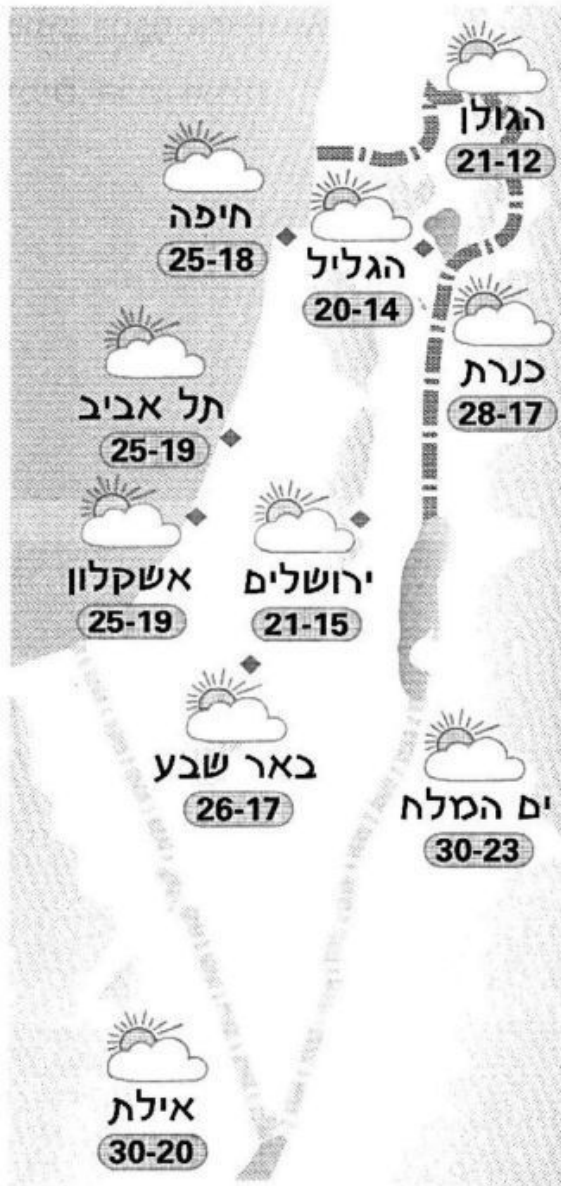 הגולן
21-12
חיפה
25-18
הגליל
20-14
כנרת
28-17
תל אביב
25-19
אשקלון
25-19
ירושלים
21-15
באר שבע
26-17
ים המלח
30-23
אילת
30-20